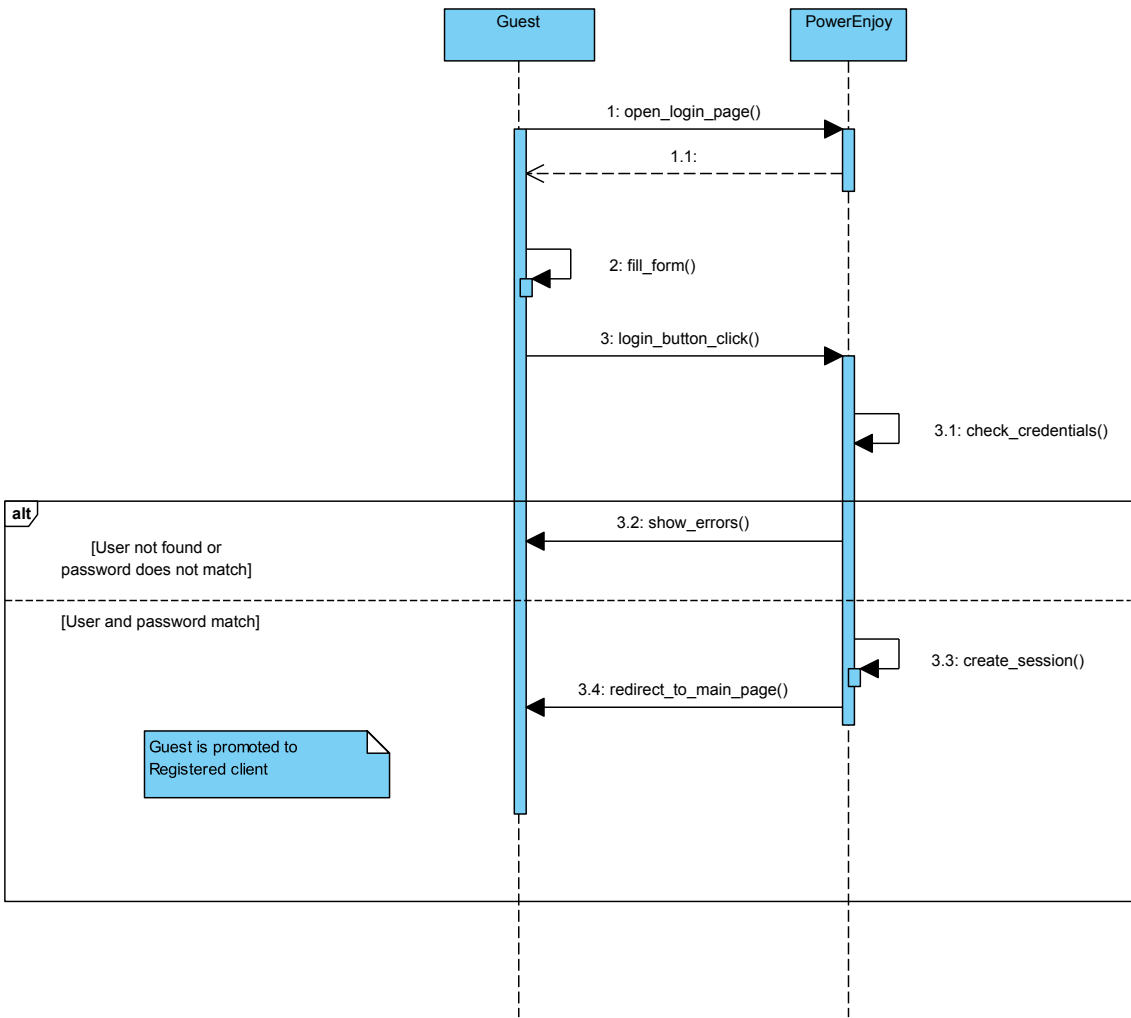 Guest
PowerEnjoy
1: open_login_page()
1.1:
2: fill_form()
3: login_button_click()
3.1: check_credentials()
alt
3.2: show_errors()
[User not found or
password does not match]
[User and password match]
3.3: create_session()
3.4: redirect_to_main_page()
Guest is promoted to
Registered client